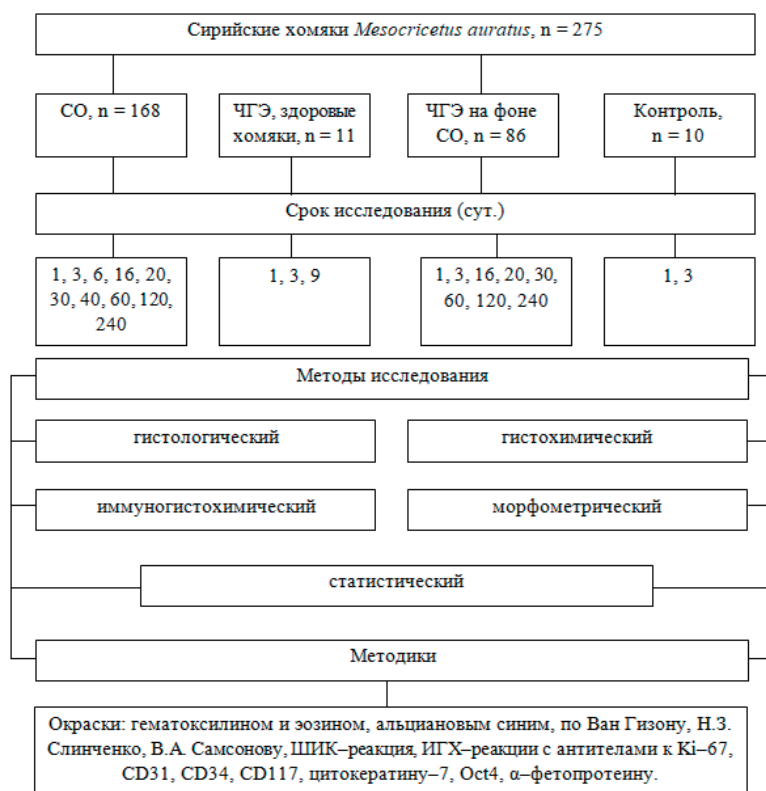 Сирийские хомяки Mesocricetus auratus, n = 275
СО, n = 168
ЧГЭ, здоровые
хомяки, n = 11
ЧГЭ на фоне
СО, n = 86
Контроль,
n = 10
Срок исследования (сут.)
1, 3, 6, 16, 20,
30, 40, 60, 120,
240
1, 3, 9
1, 3, 16, 20, 30,
60, 120, 240
1, 3
Методы исследования
гистологический
гистохимический
иммуногистохимический
морфометрический
статистический
Методики
Окраски: гематоксилином и эозином, альциановым синим, по Ван Гизону, Н.З.
Слинченко, В.А. Самсонову, ШИК–реакция, ИГХ–реакции с антителами к Ki–67,
CD31, CD34, CD117, цитокератину–7, Oct4, α–фетопротеину.